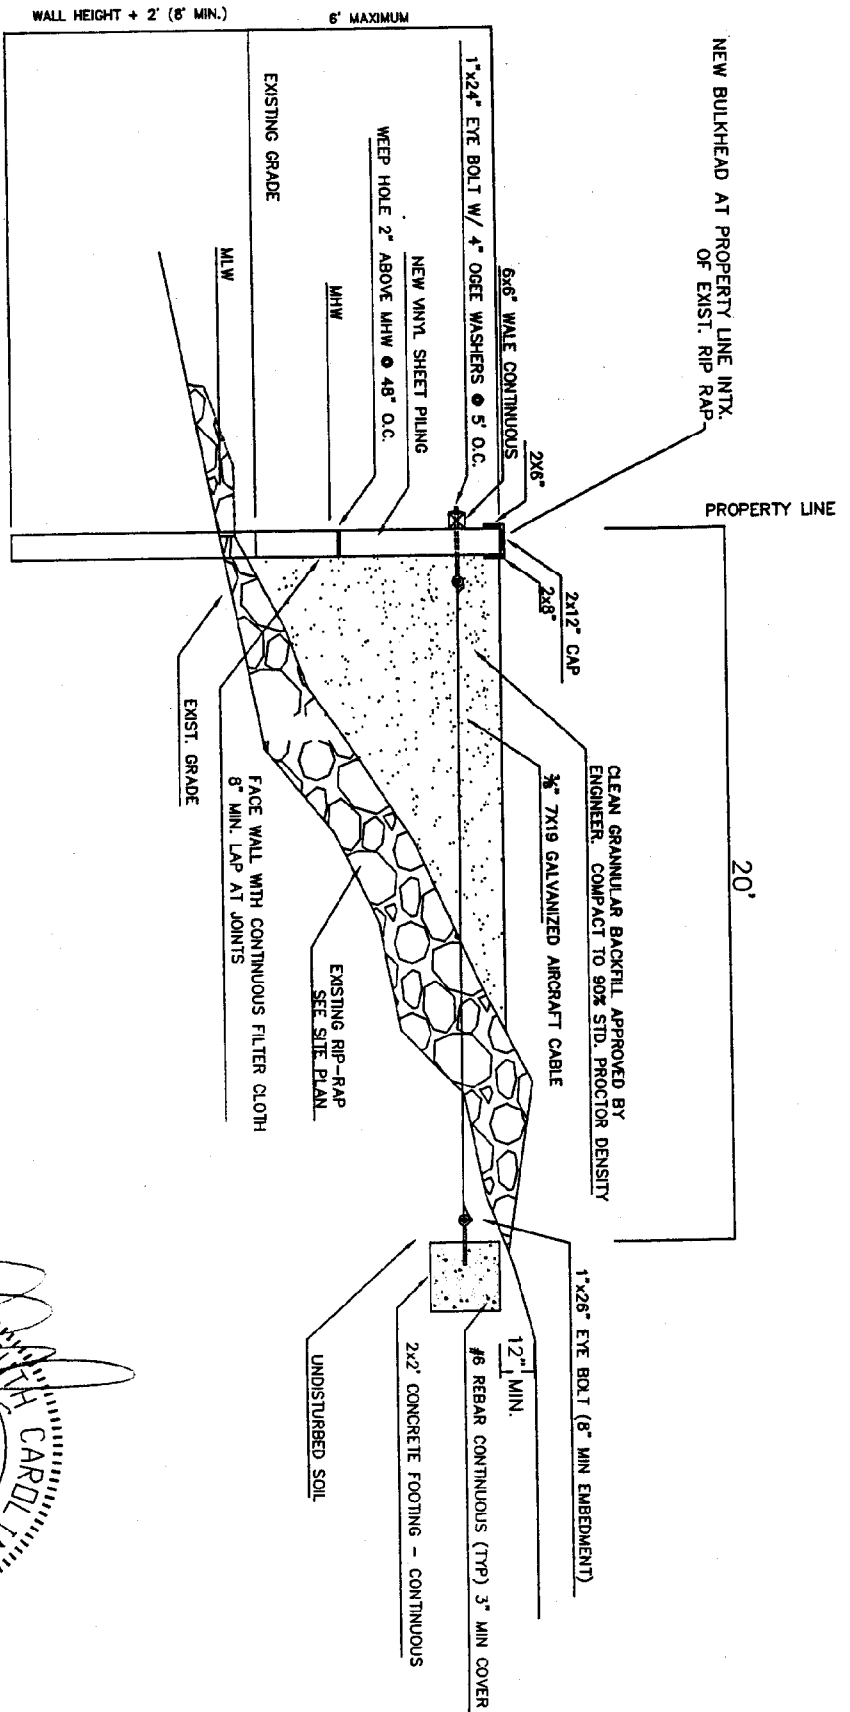 WALL HEIGHT + 2' (8' MIN.)
6' MAXIMUM
NEW BULKHEAD AT PROPERTY LINE INTX.
OF EXIST. RIP RAP
PROPERTY LINE
20'
1"x24" EYE BOLT W/ 4" OGEE WASHERS @ 5' O.C.
6x6" WALE CONTINUOUS
2X6"
2x12" CAP
2x8"
EXISTING GRADE
WEEP HOLE 2" ABOVE MHW @ 48" O.C.
NEW VINYL SHEET PILING
MHW
MLW
CLEAN GRANNULAR BACKFILL APPROVED BY
ENGINEER. COMPACT TO 90% STD. PROCTOR DENSITY
⅜" 7X19 GALVANIZED AIRCRAFT CABLE
EXIST. GRADE
FACE WALL WITH CONTINUOUS FILTER CLOTH
8" MIN. LAP AT JOINTS
EXISTING RIP-RAP
SEE SITE PLAN
1"x26" EYE BOLT (8" MIN EMBEDMENT)
12" MIN.
#6 REBAR CONTINUOUS (TYP) 3" MIN COVER
2x2' CONCRETE FOOTING - CONTINUOUS
UNDISTURBED SOIL